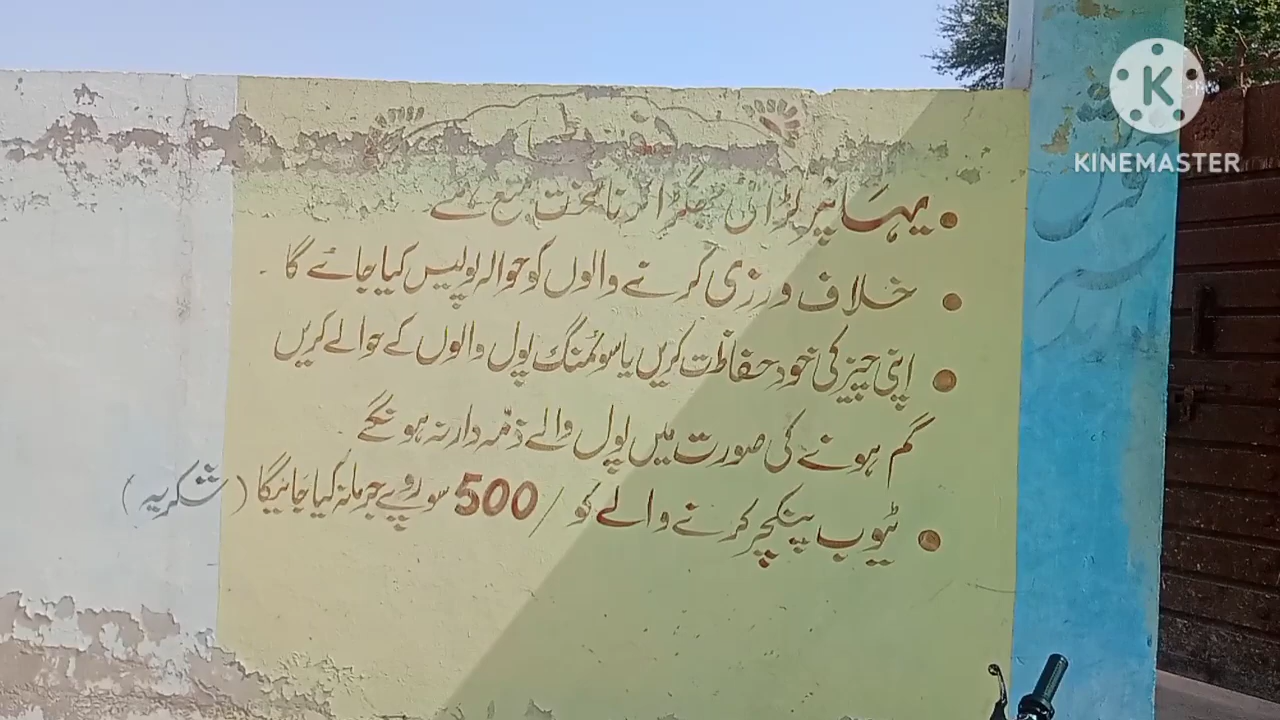 یہاں پر لڑائی جھگڑا کرنا سخت منع ہے
خلاف ورزی کرنے والوں کو حوالہ پولیس کیا جائے گا ۔
اپنی چیز کی خود حفاظت کریں یا سوئمنگ پول والوں کے حوالے کریں
گم ہونے کی صورت میں پول والے ذمہ دار نہ ہونگے
ٹیوب پنکچر کرنے والے کو /500 سو روپے جرمانہ کیا جائیگا (شکریہ)
K
KINEMASTER